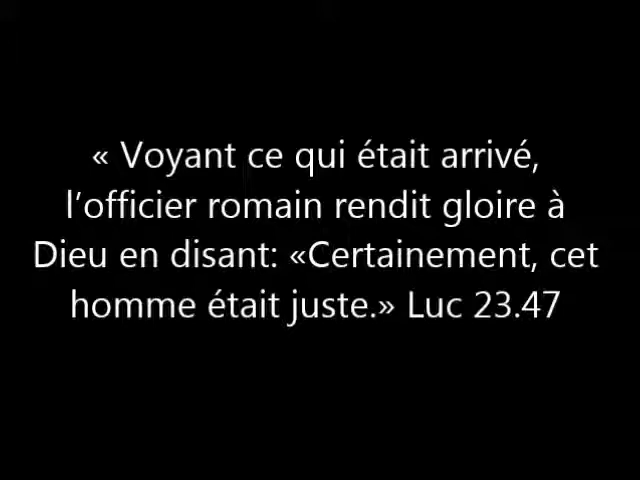 « Voyant ce qui était arrivé,
l’officier romain rendit gloire à
Dieu en disant: «Certainement, cet
homme était juste.» Luc 23.47